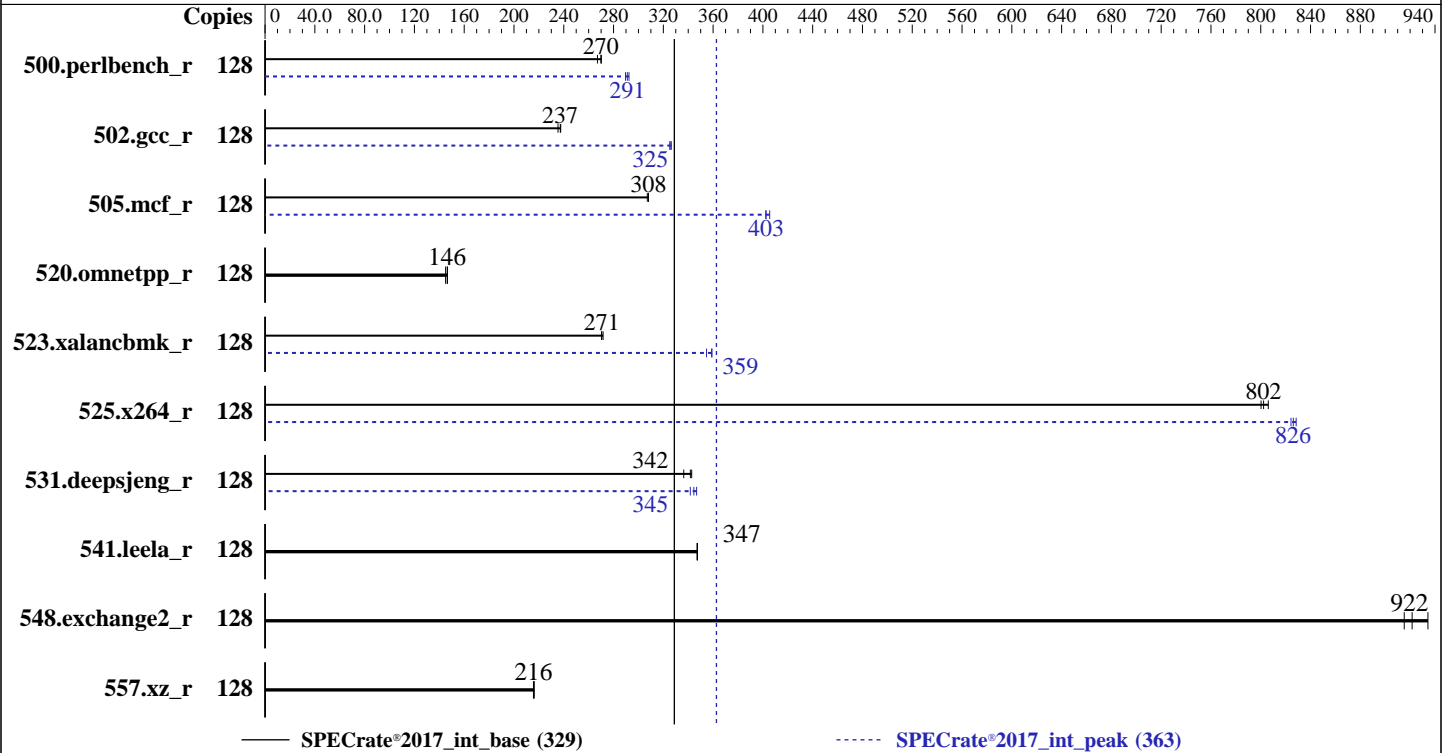 Copies 0 40.0 80.0 120 160 200 240 280 320 360 400 440 480 520 560 600 640 680 720 760 800 840 880 940
270
500.perlbench_r 128
291
237
502.gcc_r 128
325
308
505.mcf_r 128
403
146
520.omnetpp_r 128
271
523.xalancbmk_r 128
359
802
525.x264_r 128
826
342
531.deepsjeng_r 128
345
347
541.leela_r 128
922
548.exchange2_r 128
216
557.xz_r 128
SPECrate®2017_int_base (329) SPECrate®2017_int_peak (363)